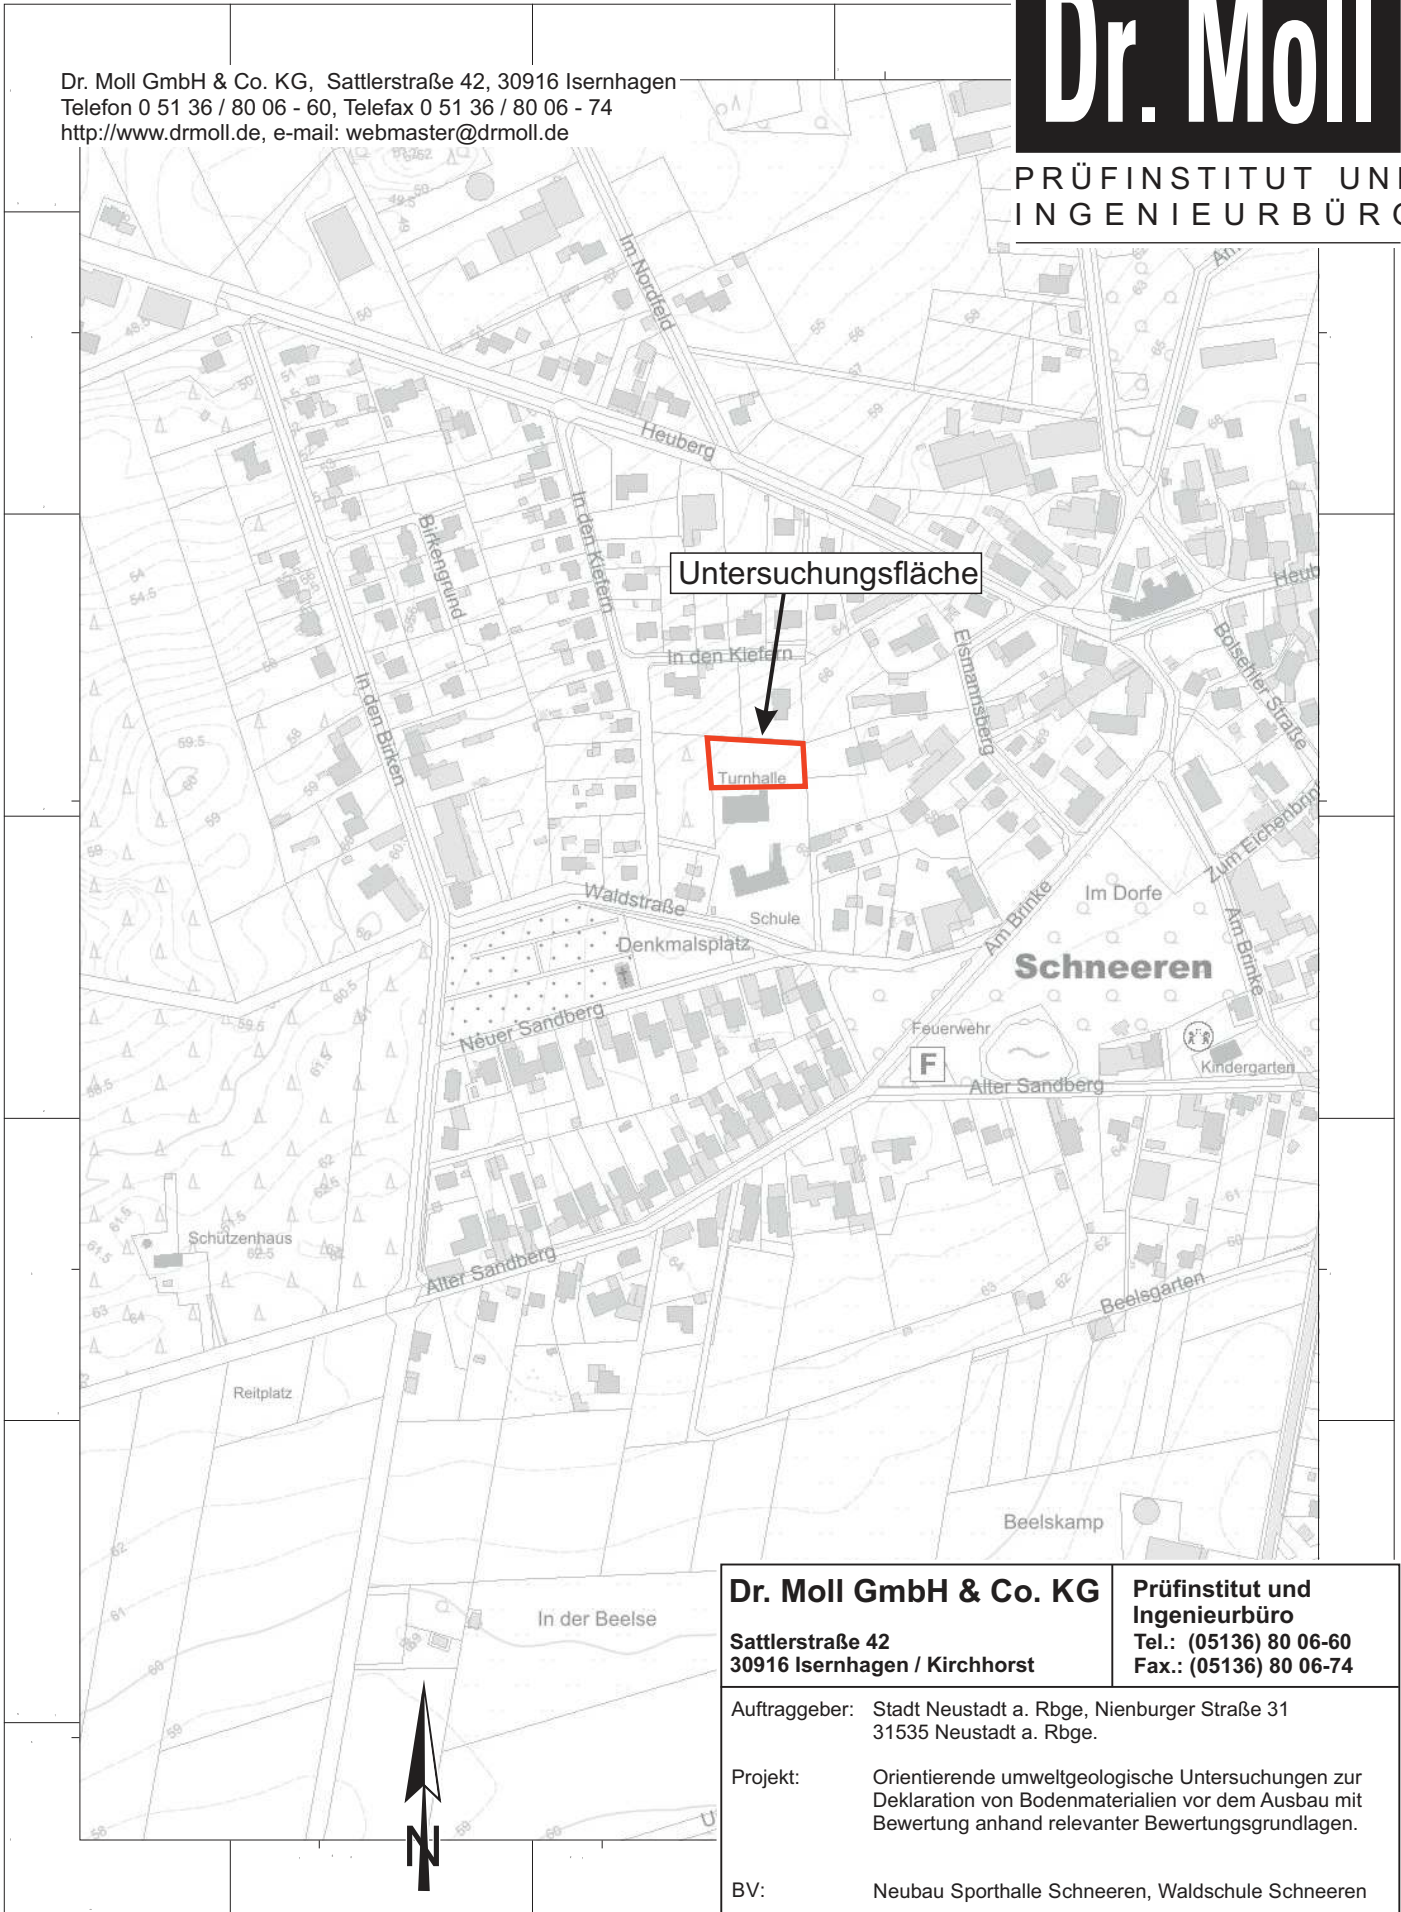 Dr. Moll GmbH & Co. KG, Sattlerstraße 42, 30916 Isernhagen
Telefon 0 51 36 / 80 06 - 60, Telefax 0 51 36 / 80 06 - 74
http://www.drmoll.de, e-mail: webmaster@drmoll.de
Dr. Moll
PRÜFINSTITUT UN
INGENIEURBÜR
Im Nordfeld
Heuberg
In den Kiefern
Birkengrund
Untersuchungsfläche
Heub
In den Kiefern
Eismannsberg
Bolsehler Straße
In den Birken
Turnhalle
Zum Eichenbrin
Waldstraße
Schule
Im Dorfe
Am Brinke
Am Brinke
Denkmalsplatz
Schneeren
Neuer Sandberg
Feuerwehr
F
Kindergarten
Alter Sandberg
Schützenhaus
Alter Sandberg
Beelsgarten
Reitplatz
Beelskamp
In der Beelse
N
Dr. Moll GmbH & Co. KG
Sattlerstraße 42
30916 Isernhagen / Kirchhorst
Prüfinstitut und
Ingenieurbüro
Tel.: (05136) 80 06-60
Fax.: (05136) 80 06-74
Auftraggeber: Stadt Neustadt a. Rbge, Nienburger Straße 31
31535 Neustadt a. Rbge.
Projekt: Orientierende umweltgeologische Untersuchungen zur
Deklaration von Bodenmaterialien vor dem Ausbau mit
Bewertung anhand relevanter Bewertungsgrundlagen.
BV: Neubau Sporthalle Schneeren, Waldschule Schneeren